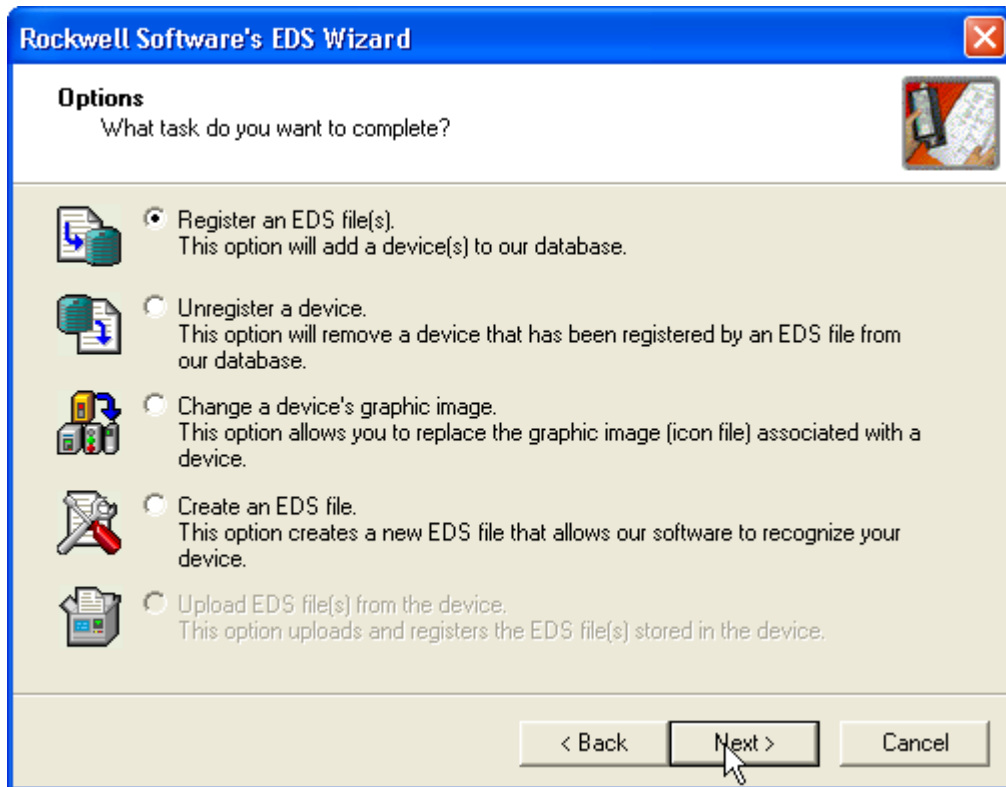 Rockwell Software's EDS Wizard
Options
What task do you want to complete?
Register an EDS file(s).
This option will add a device(s) to our database.
Unregister a device.
This option will remove a device that has been registered by an EDS file from
our database.
Change a device's graphic image.
This option allows you to replace the graphic image (icon file) associated with a
device.
Create an EDS file.
This option creates a new EDS file that allows our software to recognize your
device.
Upload EDS file(s) from the device.
This option uploads and registers the EDS file(s) stored in the device.
< Back
Next >
Cancel